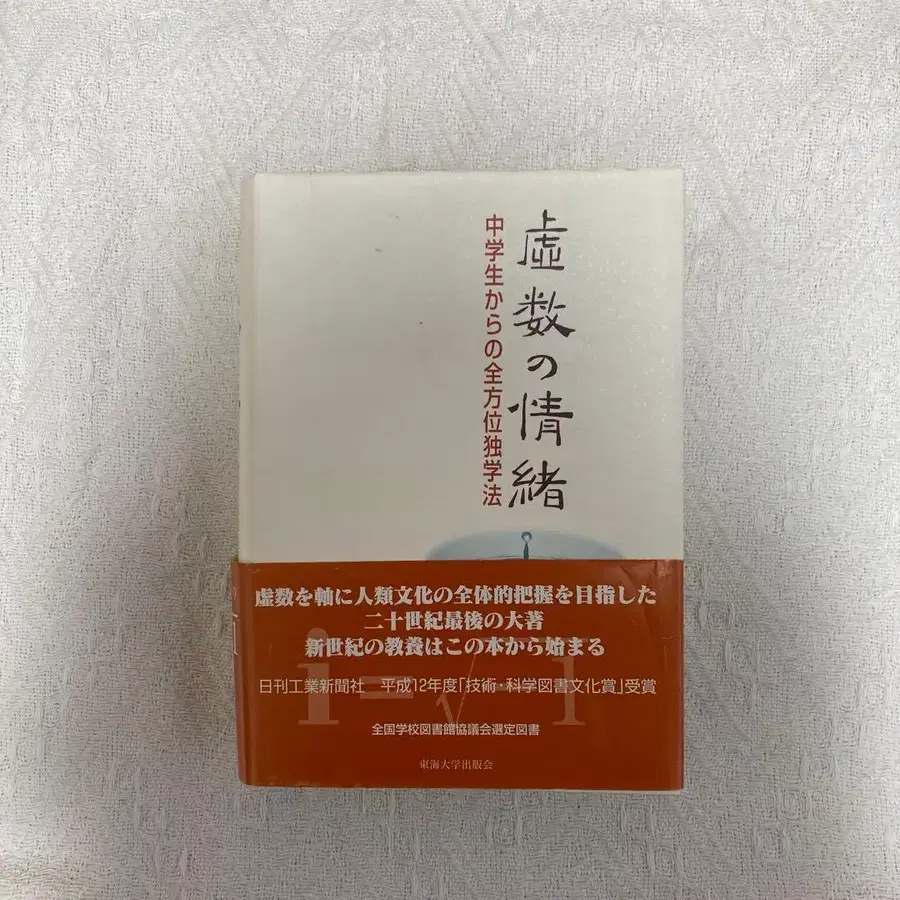 虚数の情緒
中学生からの全方位独学法
虚数を軸に人類文化の全体的把握を目指した
二十世紀最後の大著
新世紀の教養はこの本から始まる
i=√-1
日刊工業新聞社 平成12年度「技術・科学図書文化賞」受賞
全国学校図書館協議会選定図書
東海大学出版会